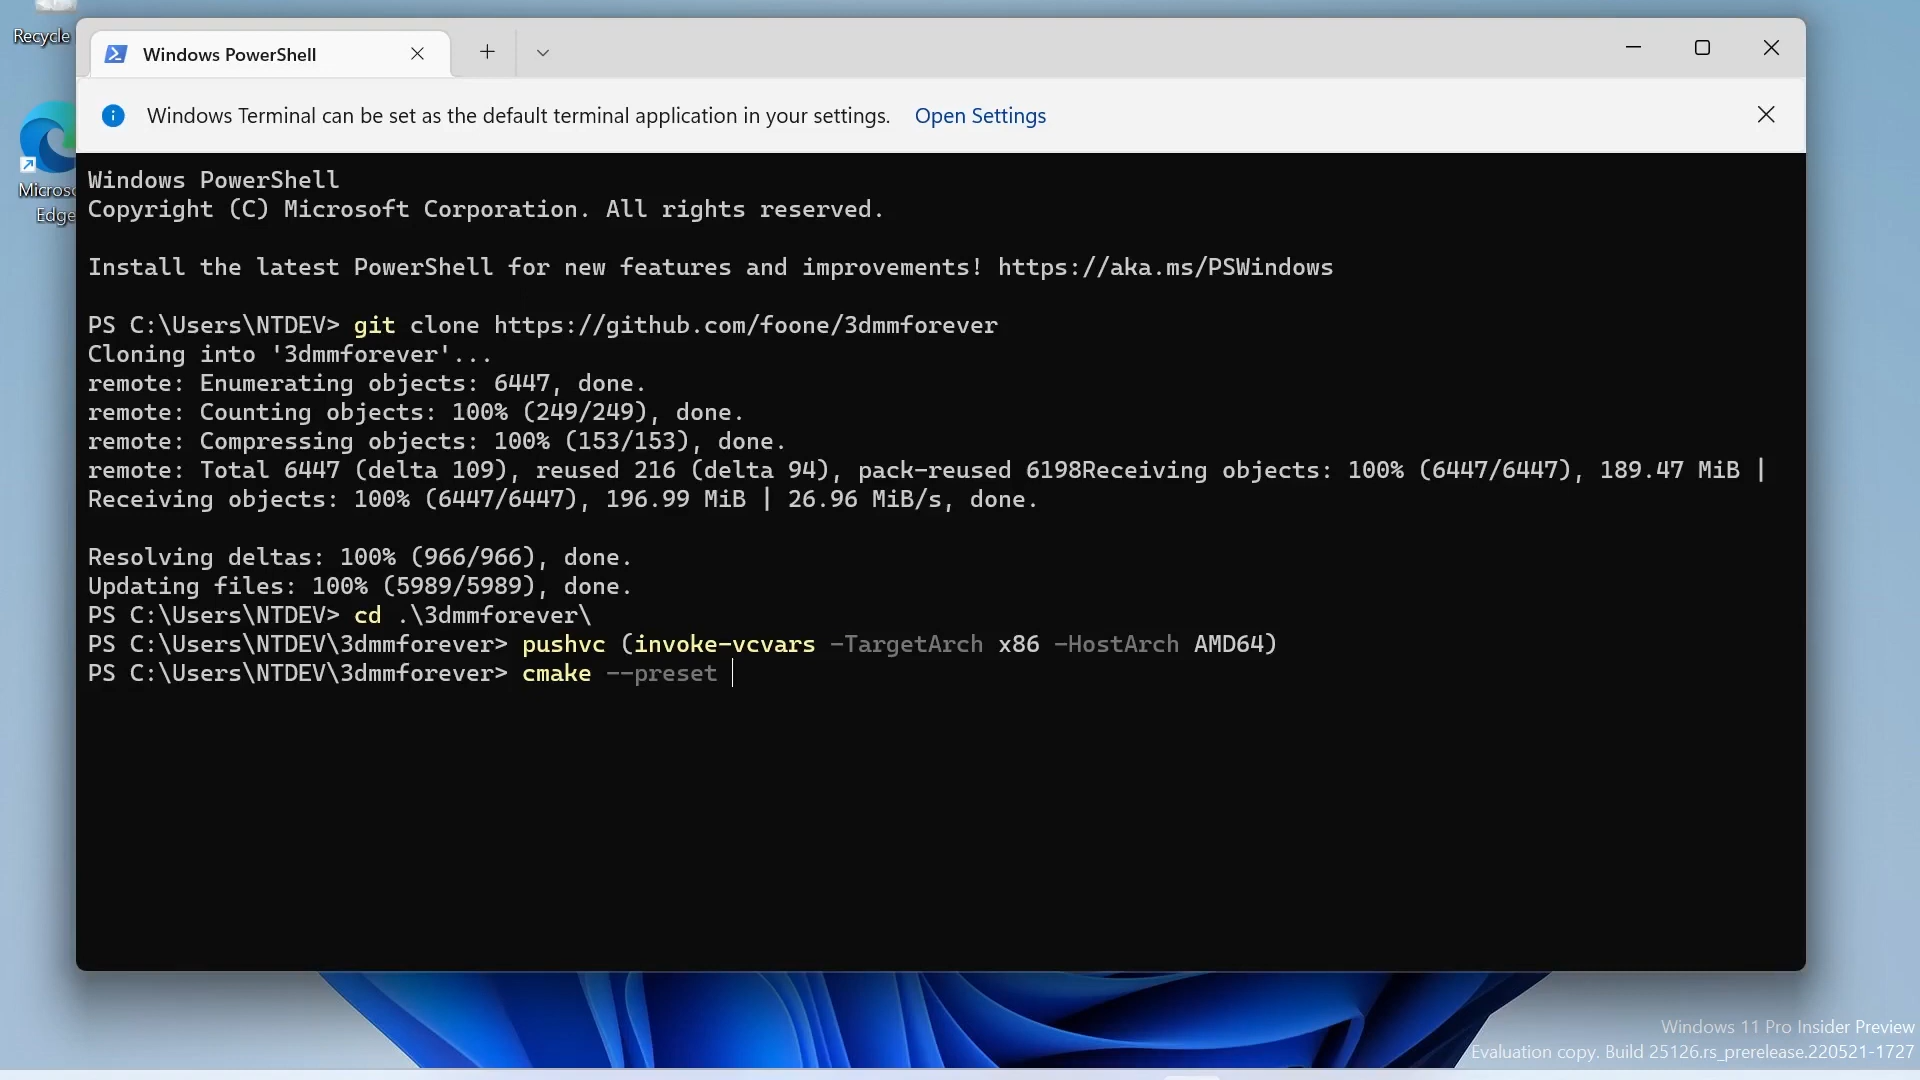 Recycle
Microso
Edge
Windows PowerShell
Windows Terminal can be set as the default terminal application in your settings. Open Settings
Windows PowerShell
Copyright (C) Microsoft Corporation. All rights reserved.
Install the latest PowerShell for new features and improvements! https://aka.ms/PSWindows
PS C:\Users\NTDEV> git clone https://github.com/foone/3dmmforever
Cloning into '3dmmforever'...
remote: Enumerating objects: 6447, done.
remote: Counting objects: 100% (249/249), done.
remote: Compressing objects: 100% (153/153), done.
remote: Total 6447 (delta 109), reused 216 (delta 94), pack-reused 6198Receiving objects: 100% (6447/6447), 189.47 MiB |
Receiving objects: 100% (6447/6447), 196.99 MiB | 26.96 MiB/s, done.
Resolving deltas: 100% (966/966), done.
Updating files: 100% (5989/5989), done.
PS C:\Users\NTDEV> cd .\3dmmforever\
PS C:\Users\NTDEV\3dmmforever> pushvc (invoke-vcvars -TargetArch x86 -HostArch AMD64)
PS C:\Users\NTDEV\3dmmforever> cmake --preset
Windows 11 Pro Insider Preview
Evaluation copy. Build 25126.rs_prerelease.220521-1727